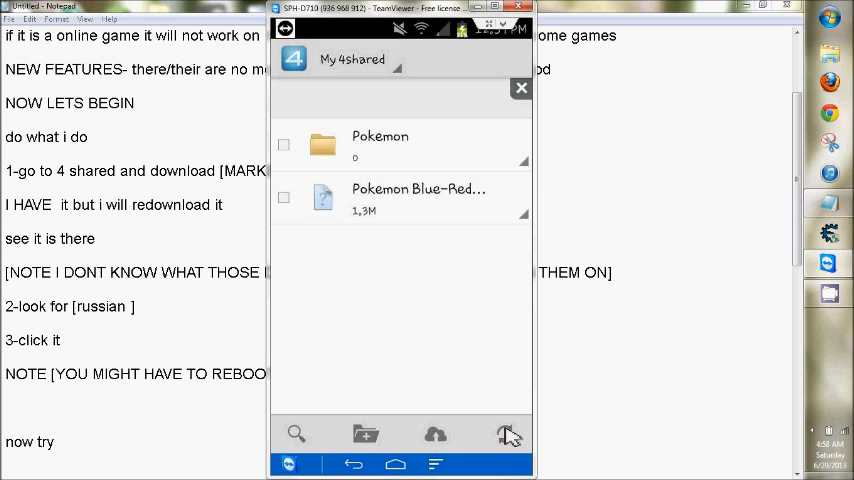 Untitled - Notepad
File Edit Format View Help
SPH-D710 (936 968 912) - TeamViewer - Free license
if it is a online game it will not work on
ome games
My 4shared
NEW FEATURES- there/their are no
od
NOW LETS BEGIN
do what i do
Pokemon
0
1-go to 4 shared and download [MARK
Pokemon Blue-Red...
1,3M
I HAVE it but i will redownload it
see it is there
[NOTE I DONT KNOW WHAT THOSE
THEM ON]
2-look for [russian ]
3-click it
NOTE [YOU MIGHT HAVE TO REBOO
now try
4:58 AM
Saturday
6/29/2013